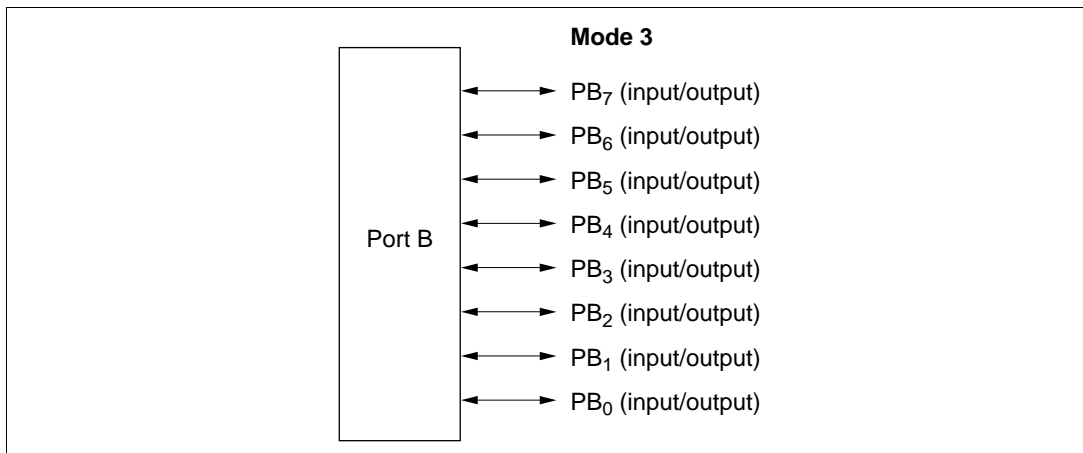 Mode 3
PB7 (input/output)
PB6 (input/output)
PB5 (input/output)
PB4 (input/output)
Port B
PB3 (input/output)
PB2 (input/output)
PB1 (input/output)
PB0 (input/output)